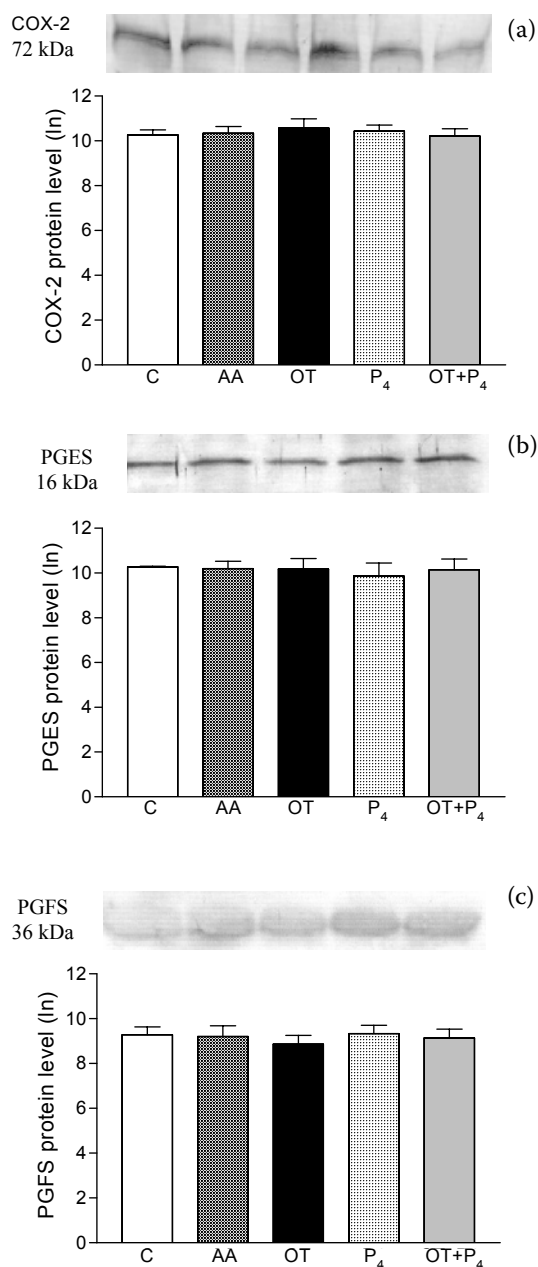 COX-2
72 kDa
(a)
12
10
8
6
4
2
0
COX-2 protein level (ln)
C AA OT P4 OT+P4
PGES
16 kDa
(b)
12
10
8
6
4
2
0
PGES protein level (ln)
C AA OT P4 OT+P4
PGFS
36 kDa
(c)
12
10
8
6
4
2
0
PGFS protein level (ln)
C AA OT P4 OT+P4